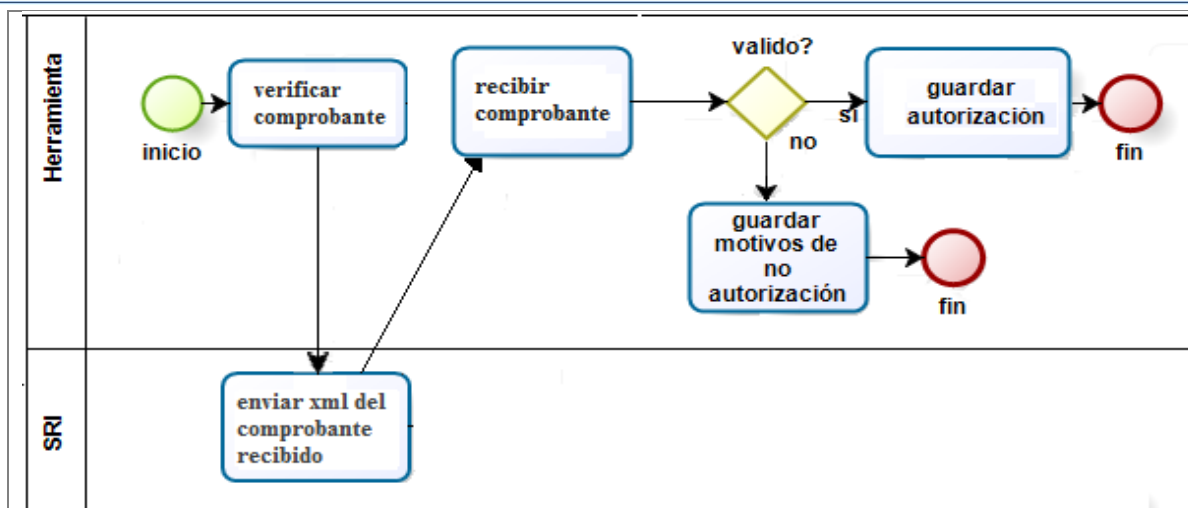 Herramienta
inicio
verificar
comprobante
recibir
comprobante
valido?
si
no
guardar
autorización
fin
guardar
motivos de
no
autorización
fin
SRI
enviar xml del
comprobante
recibido